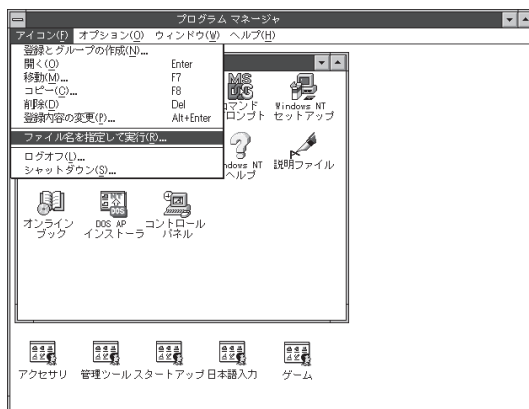 プログラム マネージャ
アイコン(F) オプション(O) ウィンドウ(W) ヘルプ(H)
登録とグループの作成(N)...
開く(O) Enter
移動(M)... F7
コピー(C)... F8
削除(D) Del
登録内容の変更(P)... Alt+Enter
ファイル名を指定して実行(R)...
ログオフ(L)...
シャットダウン(S)...
MS
DOS
マンド
ロンプト
Windows NT
セットアップ
ndows NT
ヘルプ
説明ファイル
オンライン
ブック
DOS AP
インストーラ
コントロール
パネル
アクセサリ 管理ツール スタートアップ 日本語入力 ゲーム